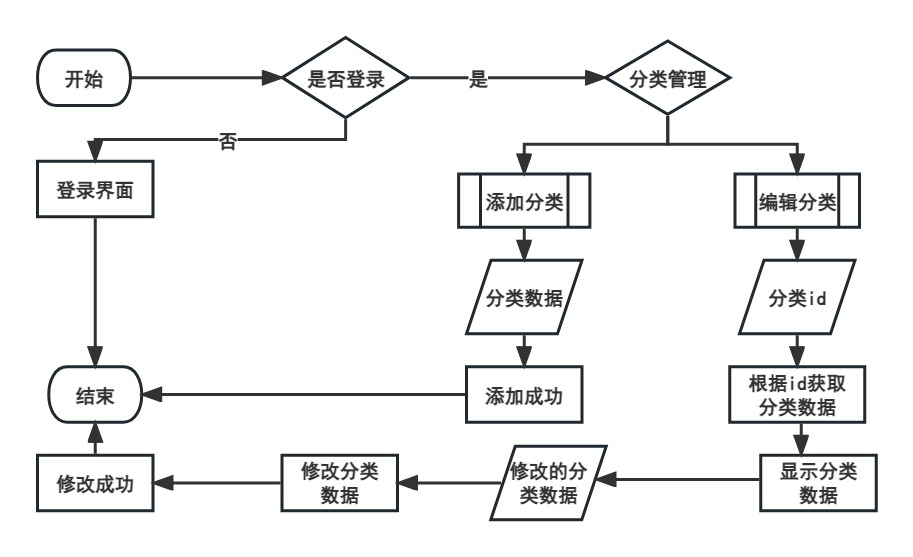 开始
是否登录
是
分类管理
否
登录界面
添加分类
编辑分类
分类数据
分类id
结束
添加成功
根据id获取
分类数据
修改成功
修改分类
数据
修改的分
类数据
显示分类
数据